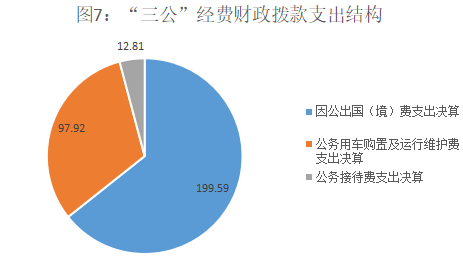 图7：“三公”经费财政拨款支出结构
12.81
97.92
199.59
因公出国（境）费支出决算
公务用车购置及运行维护费
支出决算
公务接待费支出决算